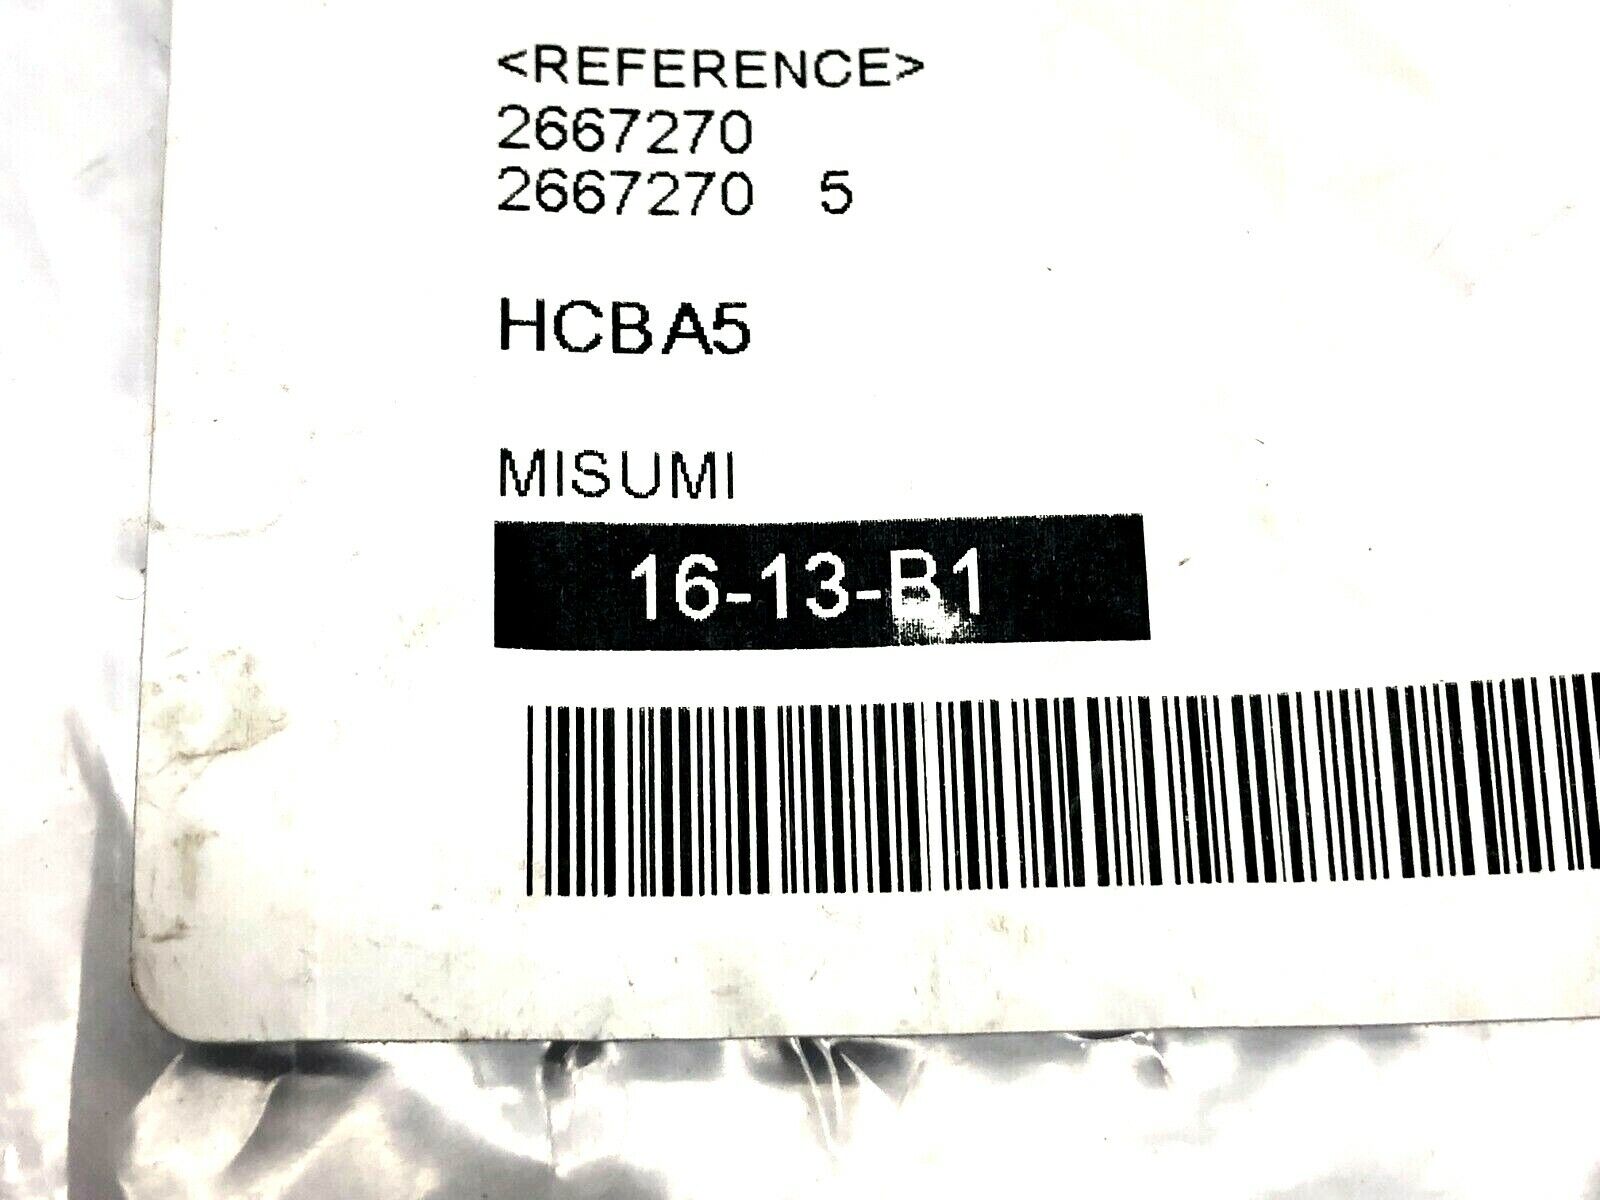 <REFERENCE>
2667270
2667270 5
HCBA5
MISUMI
16-13-B1